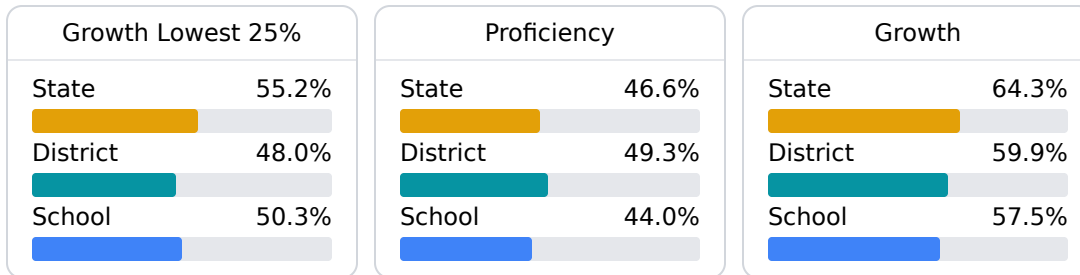 Growth Lowest 25%
State 55.2%
District 48.0%
School 50.3%
Proficiency
State 46.6%
District 49.3%
School 44.0%
Growth
State 64.3%
District 59.9%
School 57.5%